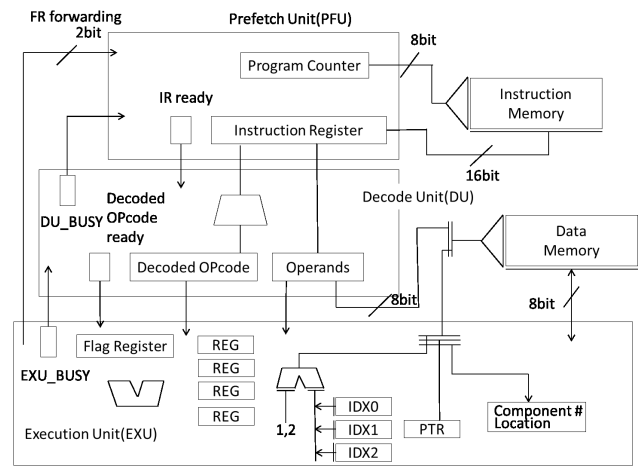 FR forwarding
2bit
Prefetch Unit(PFU)
8bit
Program Counter
Instruction
Memory
IR ready
Instruction Register
16bit
Decode Unit(DU)
DU_BUSY
Decoded
OPcode
ready
Data
Memory
Decoded OPcode
Operands
8bit
8bit
Flag Register
REG
REG
REG
REG
EXU_BUSY
1,2
IDX0
IDX1
IDX2
PTR
Component #
Location
Execution Unit(EXU)